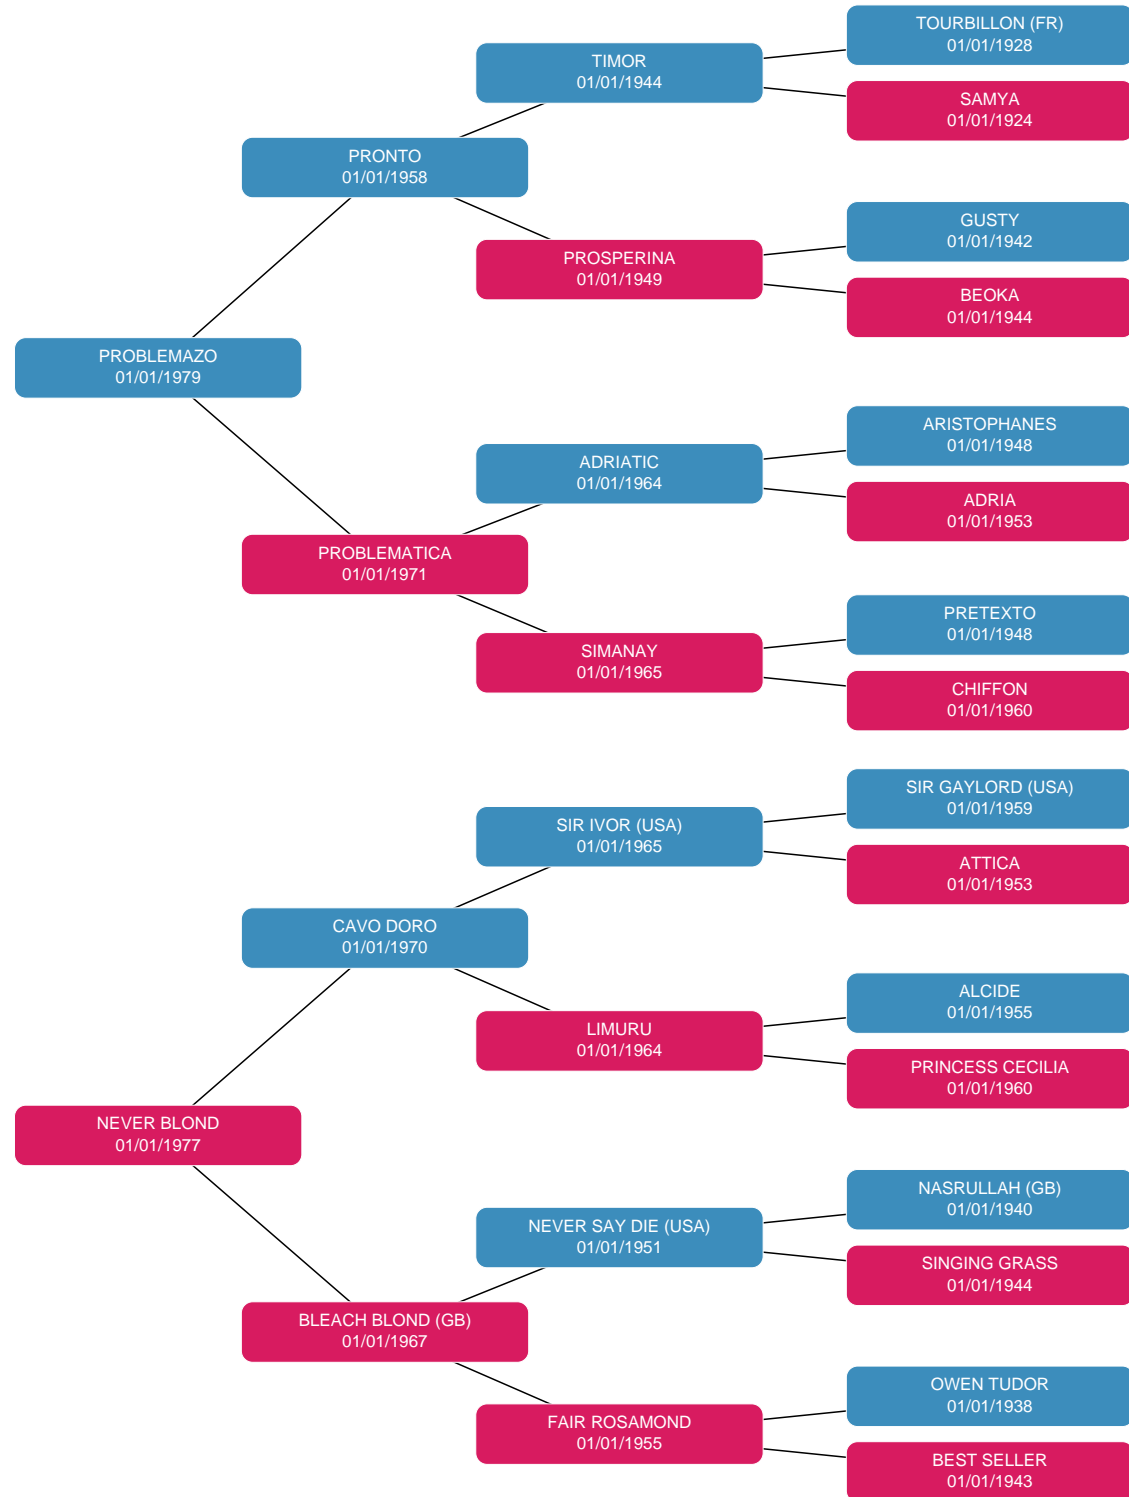 TOURBILLON (FR)
01/01/1928
TIMOR
01/01/1944
SAMYA
01/01/1924
PRONTO
01/01/1958
GUSTY
01/01/1942
PROSPERINA
01/01/1949
BEOKA
01/01/1944
PROBLEMAZO
01/01/1979
ARISTOPHANES
01/01/1948
ADRIATIC
01/01/1964
ADRIA
01/01/1953
PROBLEMATICA
01/01/1971
PRETEXTO
01/01/1948
SIMANAY
01/01/1965
CHIFFON
01/01/1960
SIR GAYLORD (USA)
01/01/1959
SIR IVOR (USA)
01/01/1965
ATTICA
01/01/1953
CAVO DORO
01/01/1970
ALCIDE
01/01/1955
LIMURU
01/01/1964
PRINCESS CECILIA
01/01/1960
NEVER BLOND
01/01/1977
NASRULLAH (GB)
01/01/1940
NEVER SAY DIE (USA)
01/01/1951
SINGING GRASS
01/01/1944
BLEACH BLOND (GB)
01/01/1967
OWEN TUDOR
01/01/1938
FAIR ROSAMOND
01/01/1955
BEST SELLER
01/01/1943